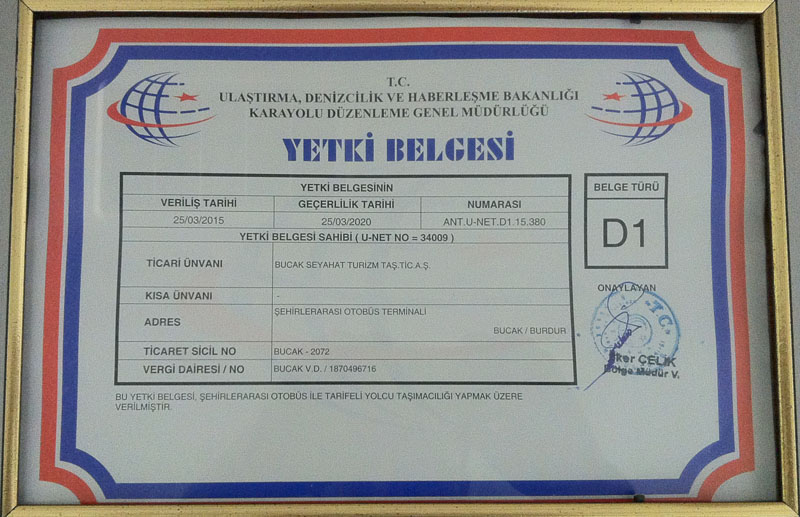 T.C.
ULAŞTIRMA, DENİZCİLİK VE HABERLEŞME BAKANLIĞI
KARAYOLU DÜZENLEME GENEL MÜDÜRLÜĞÜ
YETKİ BELGESİ
YETKİ BELGESİNİN
VERİLİŞ TARİHİ GEÇERLİLİK TARİHİ NUMARASI
25/03/2015 25/03/2020 ANT.U-NET.D1.15.380
YETKİ BELGESİ SAHİBİ ( U-NET NO = 34009 )
TİCARİ ÜNVANI BUCAK SEYAHAT TURIZM TAŞ.TİC.A.Ş.
KISA ÜNVANI -
ADRES ŞEHİRLERARASI OTOBÜS TERMİNALİ
BUCAK / BURDUR
TİCARET SİCİL NO BUCAK - 2072
VERGİ DAİRESİ / NO BUCAK V.D. / 1870496716
BU YETKİ BELGESİ, ŞEHİRLERARASI OTOBÜS İLE TARİFELİ YOLCU TAŞIMACILIĞI YAPMAK ÜZERE
VERİLMİŞTİR.
BELGE TÜRÜ
D1
ONAYLAYAN
T.C.
İlker ÇELİK
Bölge Müdür V.